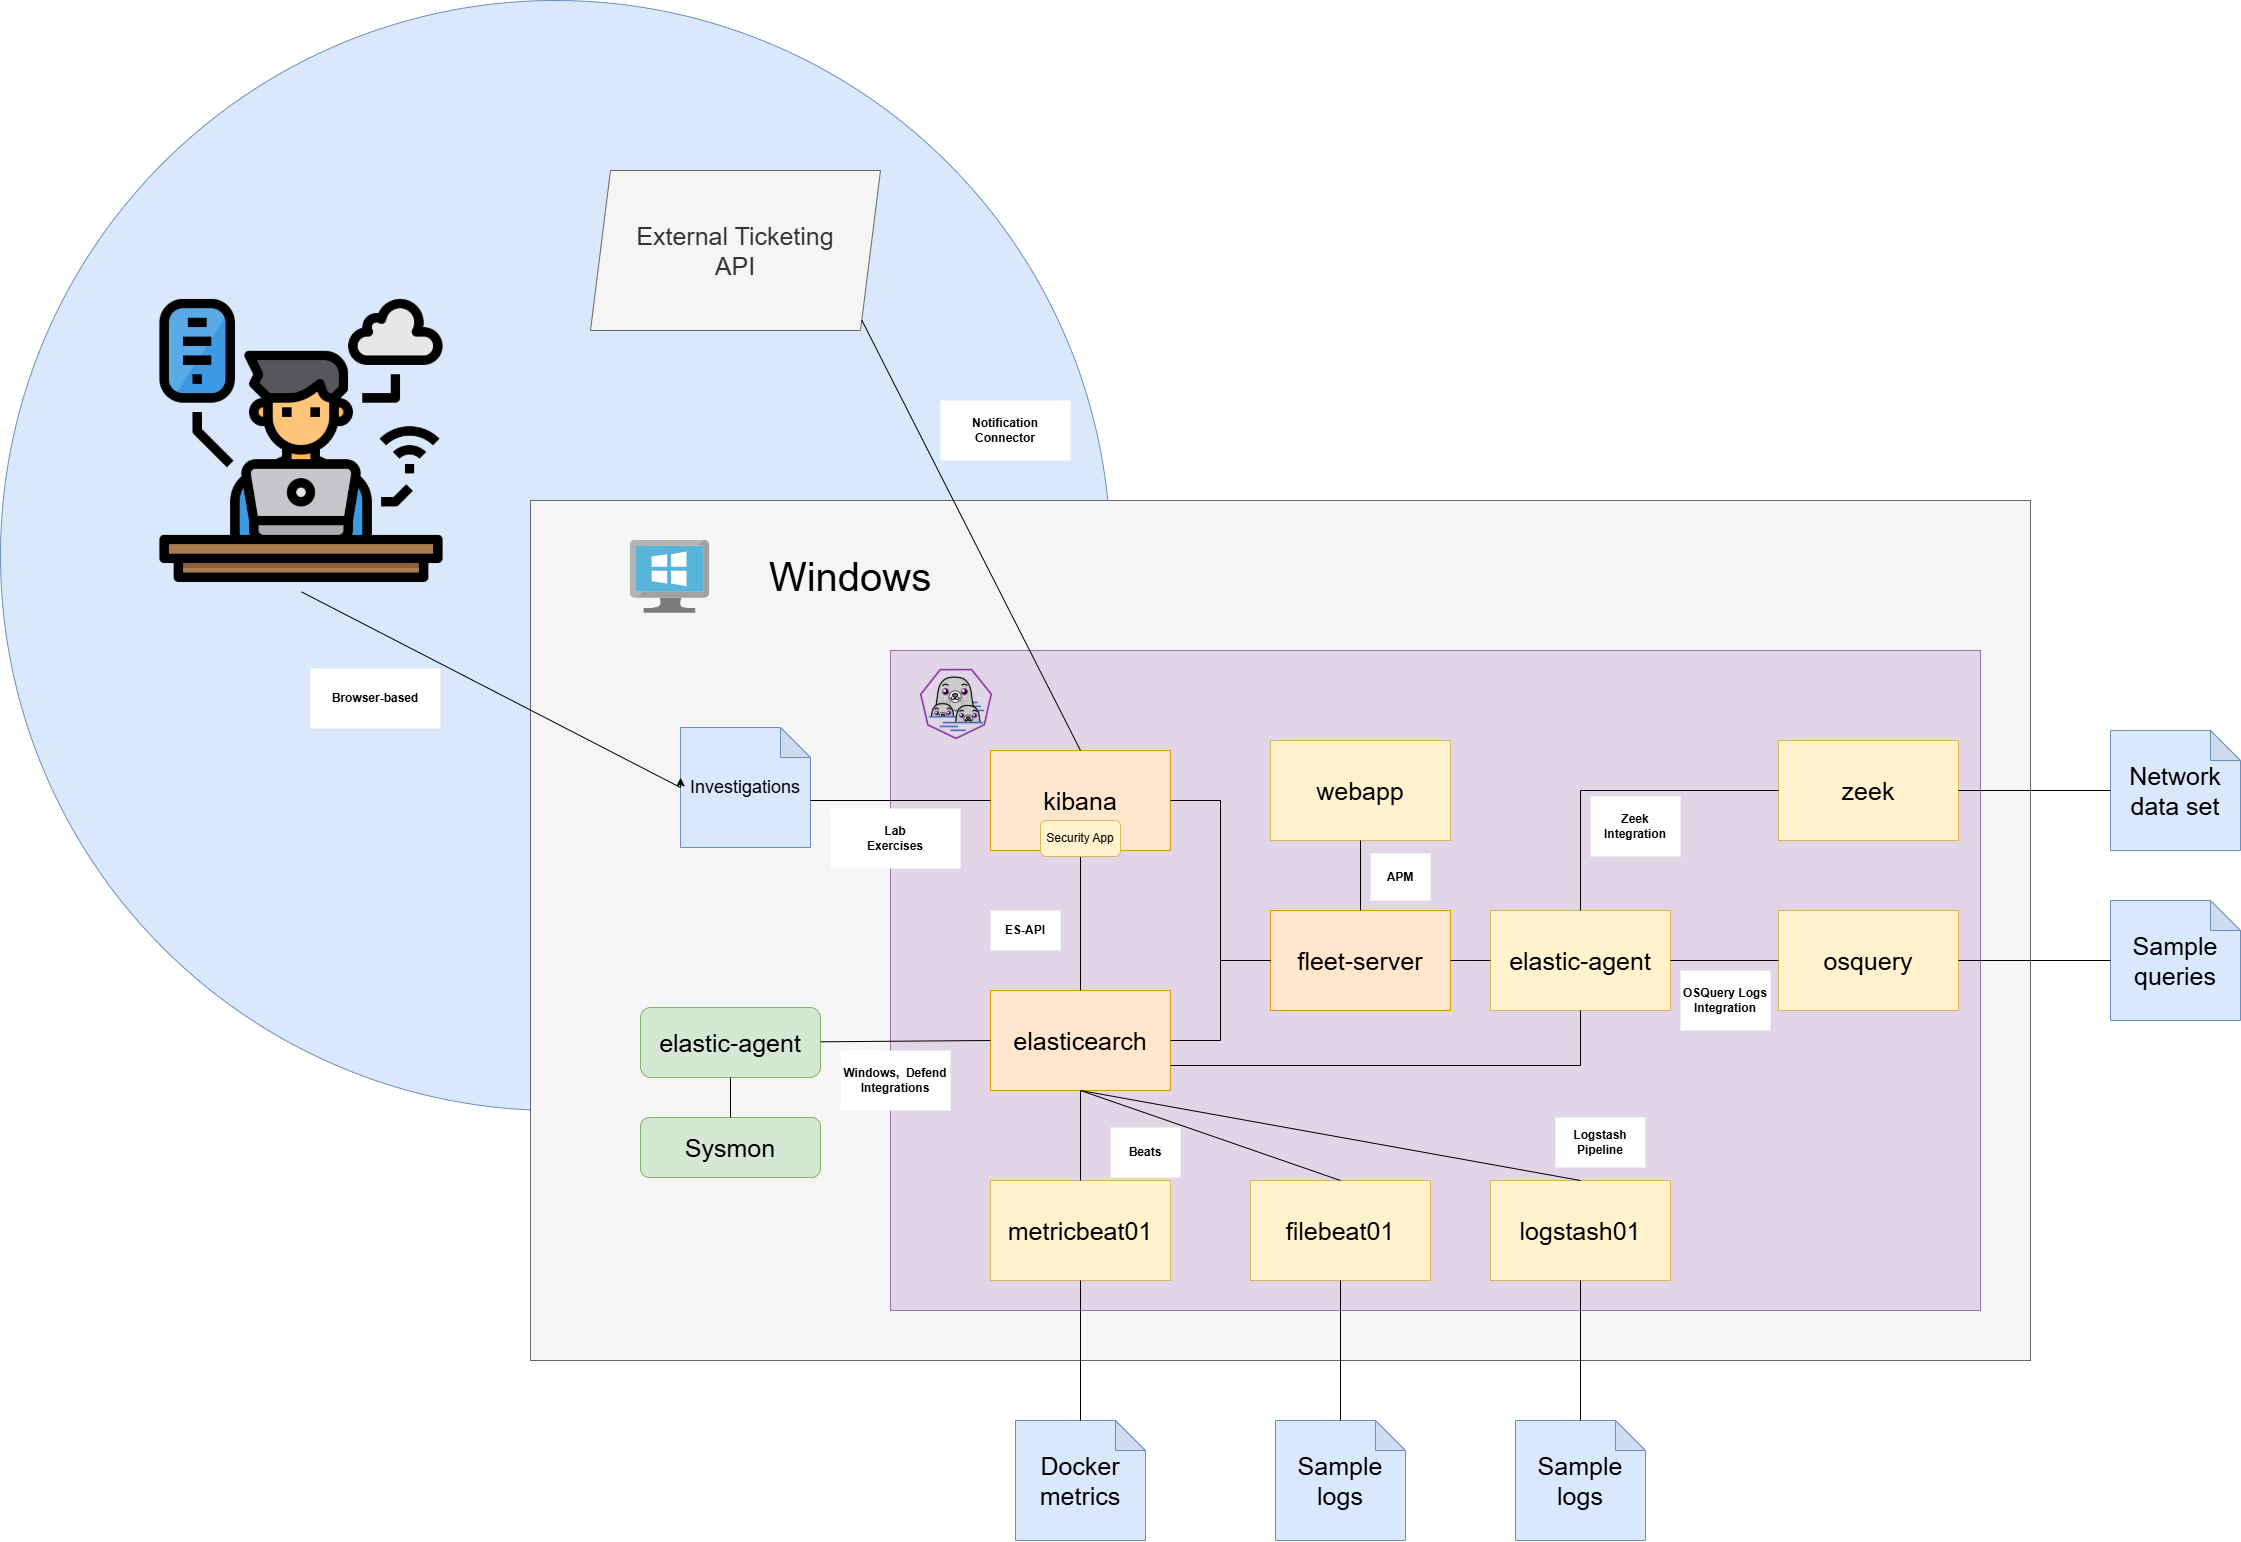 External Ticketing
API
Notification
Connector
Windows
Browser-based
Investigations
Lab
Exercises
kibana
Security App
webapp
APM
Zeek
Integration
zeek
Network
data set
ES-API
fleet-server
elastic-agent
OSQuery Logs
Integration
osquery
Sample
queries
elastic-agent
Windows,  Defend
Integrations
elasticearch
Sysmon
Beats
Logstash
Pipeline
metricbeat01
filebeat01
logstash01
Docker
metrics
Sample
logs
Sample
logs